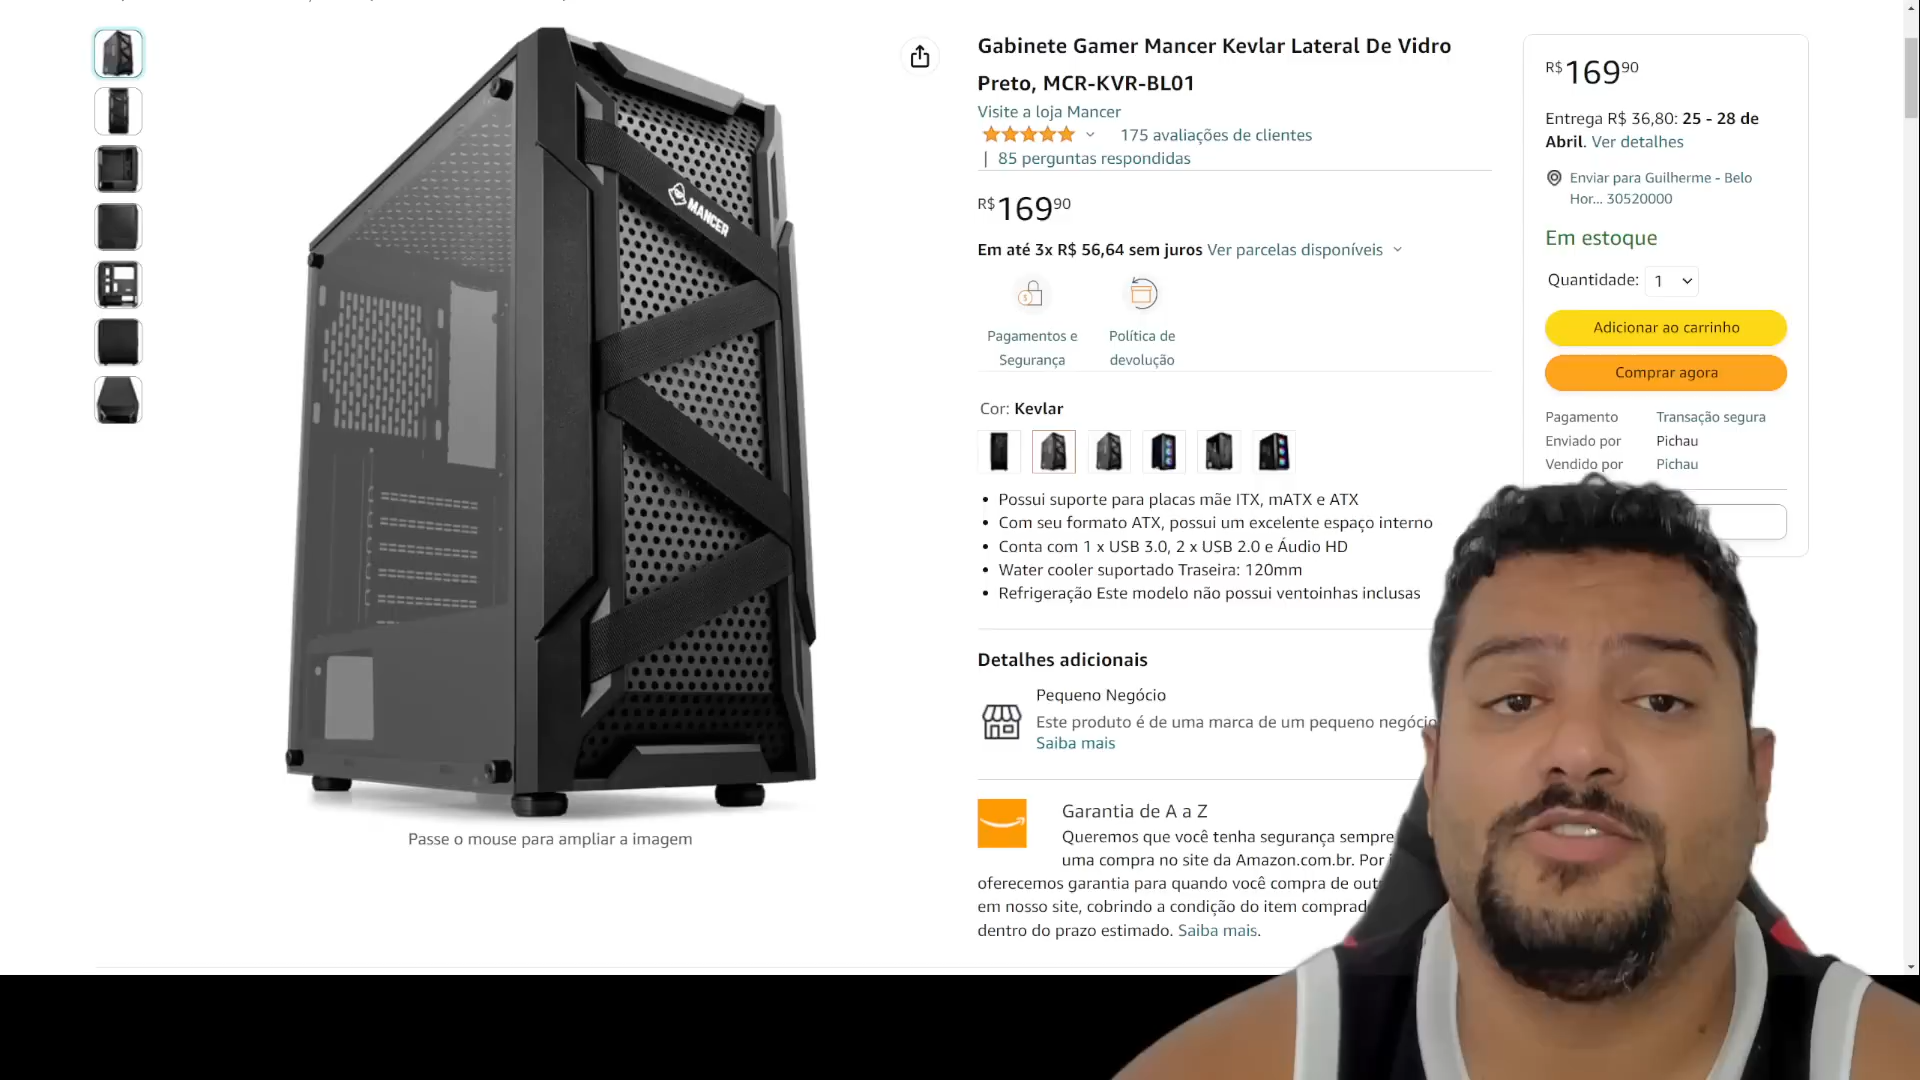 Gabinete Gamer Mancer Kevlar Lateral De Vidro
Preto, MCR-KVR-BL01
Visite a loja Mancer
175 avaliações de clientes
| 85 perguntas respondidas
R$ 169 90
Em até 3x R$ 56,64 sem juros Ver parcelas disponíveis
Pagamentos e
Segurança
Política de
devolução
Cor: Kevlar
• Possui suporte para placas mãe ITX, mATX e ATX
• Com seu formato ATX, possui um excelente espaço interno
• Conta com 1 x USB 3.0, 2 x USB 2.0 e Áudio HD
• Water cooler suportado Traseira: 120mm
• Refrigeração Este modelo não possui ventoinhas inclusas
Detalhes adicionais
Pequeno Negócio
Este produto é de uma marca de um pequeno negócio
Saiba mais
Garantia de A a Z
Queremos que você tenha segurança sempre
uma compra no site da Amazon.com.br. Por
oferecemos garantia para quando você compra de
em nosso site, cobrindo a condição do item
dentro do prazo estimado. Saiba mais.
MANCER
Passe o mouse para ampliar a imagem
R$ 169 90
Entrega R$ 36,80: 25 - 28 de
Abril. Ver detalhes
Enviar para Guilherme - Belo
Hor... 30520000
Em estoque
Quantidade: 1
Adicionar ao carrinho
Comprar agora
Pagamento Transação segura
Enviado por Pichau
Vendido por Pichau